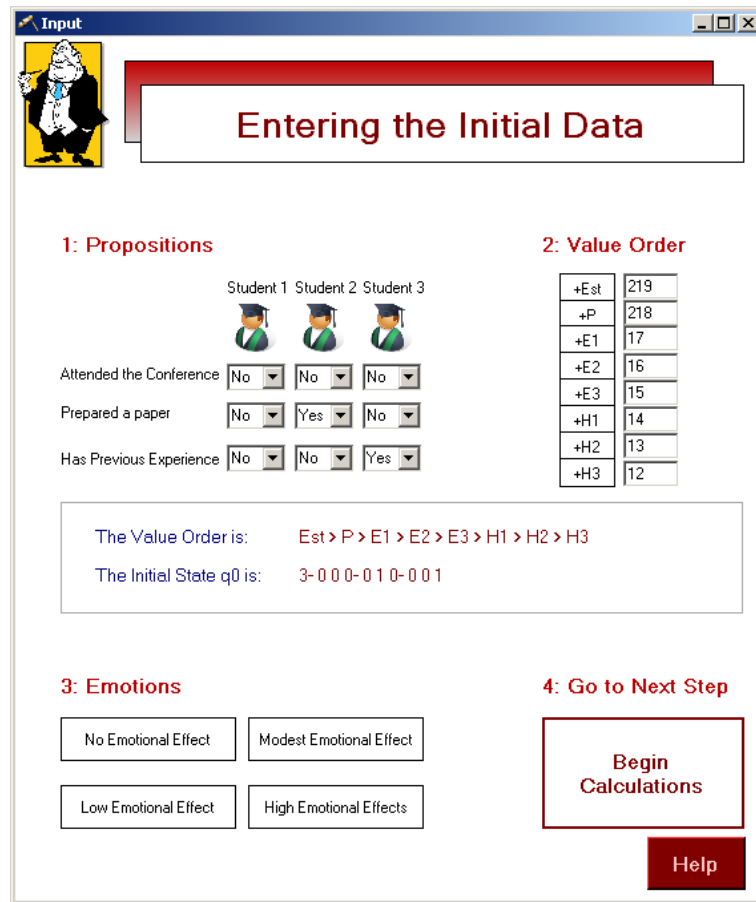 Input
Entering the Initial Data
1: Propositions
2: Value Order
Student 1 Student 2 Student 3
Attended the Conference No No No
Prepared a paper No Yes No
Has Previous Experience No No Yes
+Est 219
+P 218
+E1 17
+E2 16
+E3 15
+H1 14
+H2 13
+H3 12
The Value Order is: Est > P > E1 > E2 > E3 > H1 > H2 > H3
The Initial State q0 is: 3- 0 0 0- 0 1 0- 0 0 1
3: Emotions
4: Go to Next Step
No Emotional Effect Modest Emotional Effect
Low Emotional Effect High Emotional Effects
Begin
Calculations
Help